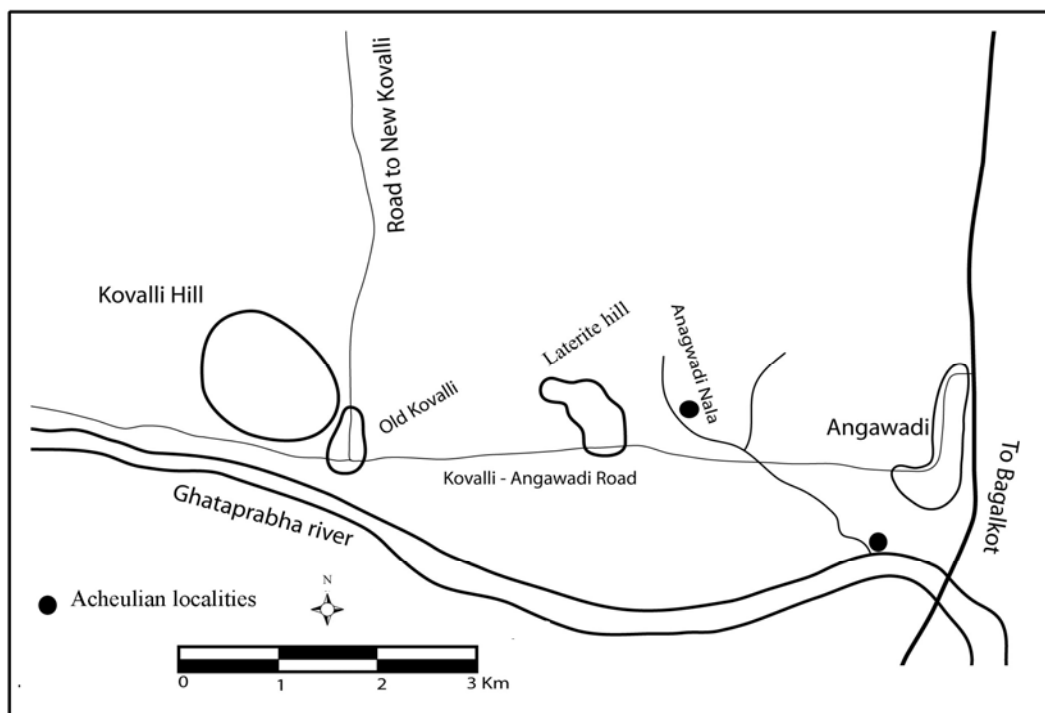 Road to New Kovalli
Kovalli Hill
Laterite hill
Anagwadi Nala
Old Kovalli
Angawadi
Kovalli - Angawadi Road
To Bagalkot
Ghataprabha river
N
Acheulian localities
0 1 2 3 Km